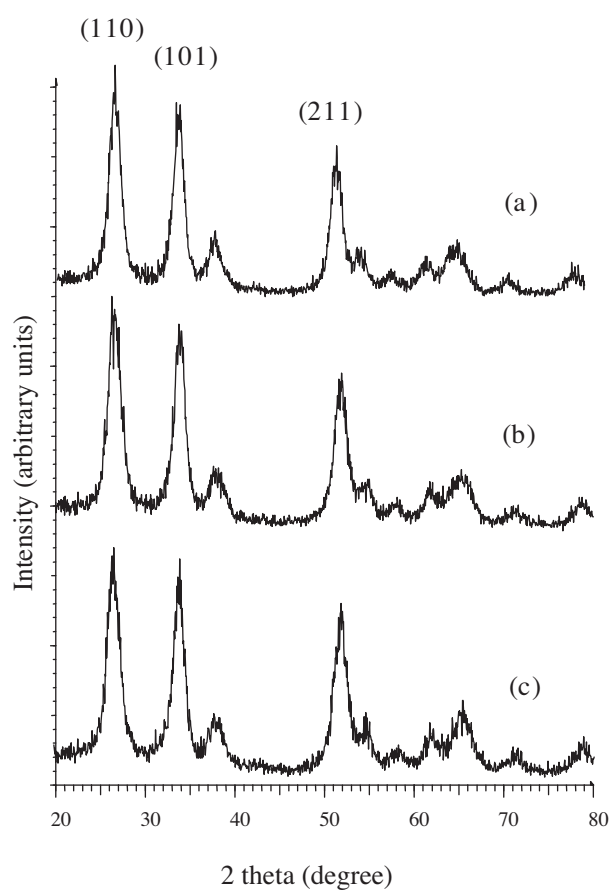 (110)
(101)
(211)
(a)
(b)
(c)
Intensity (arbitrary units)
20 30 40 50 60 70 80
2 theta (degree)